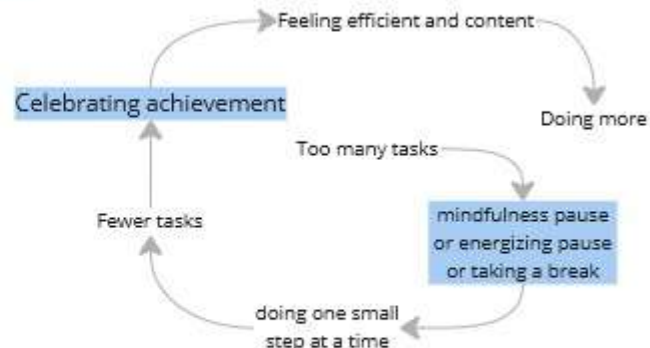 Feeling efficient and content
Celebrating achievement
Doing more
Too many tasks
mindfulness pause
or energizing pause
or taking a break
Fewer tasks
doing one small
step at a time